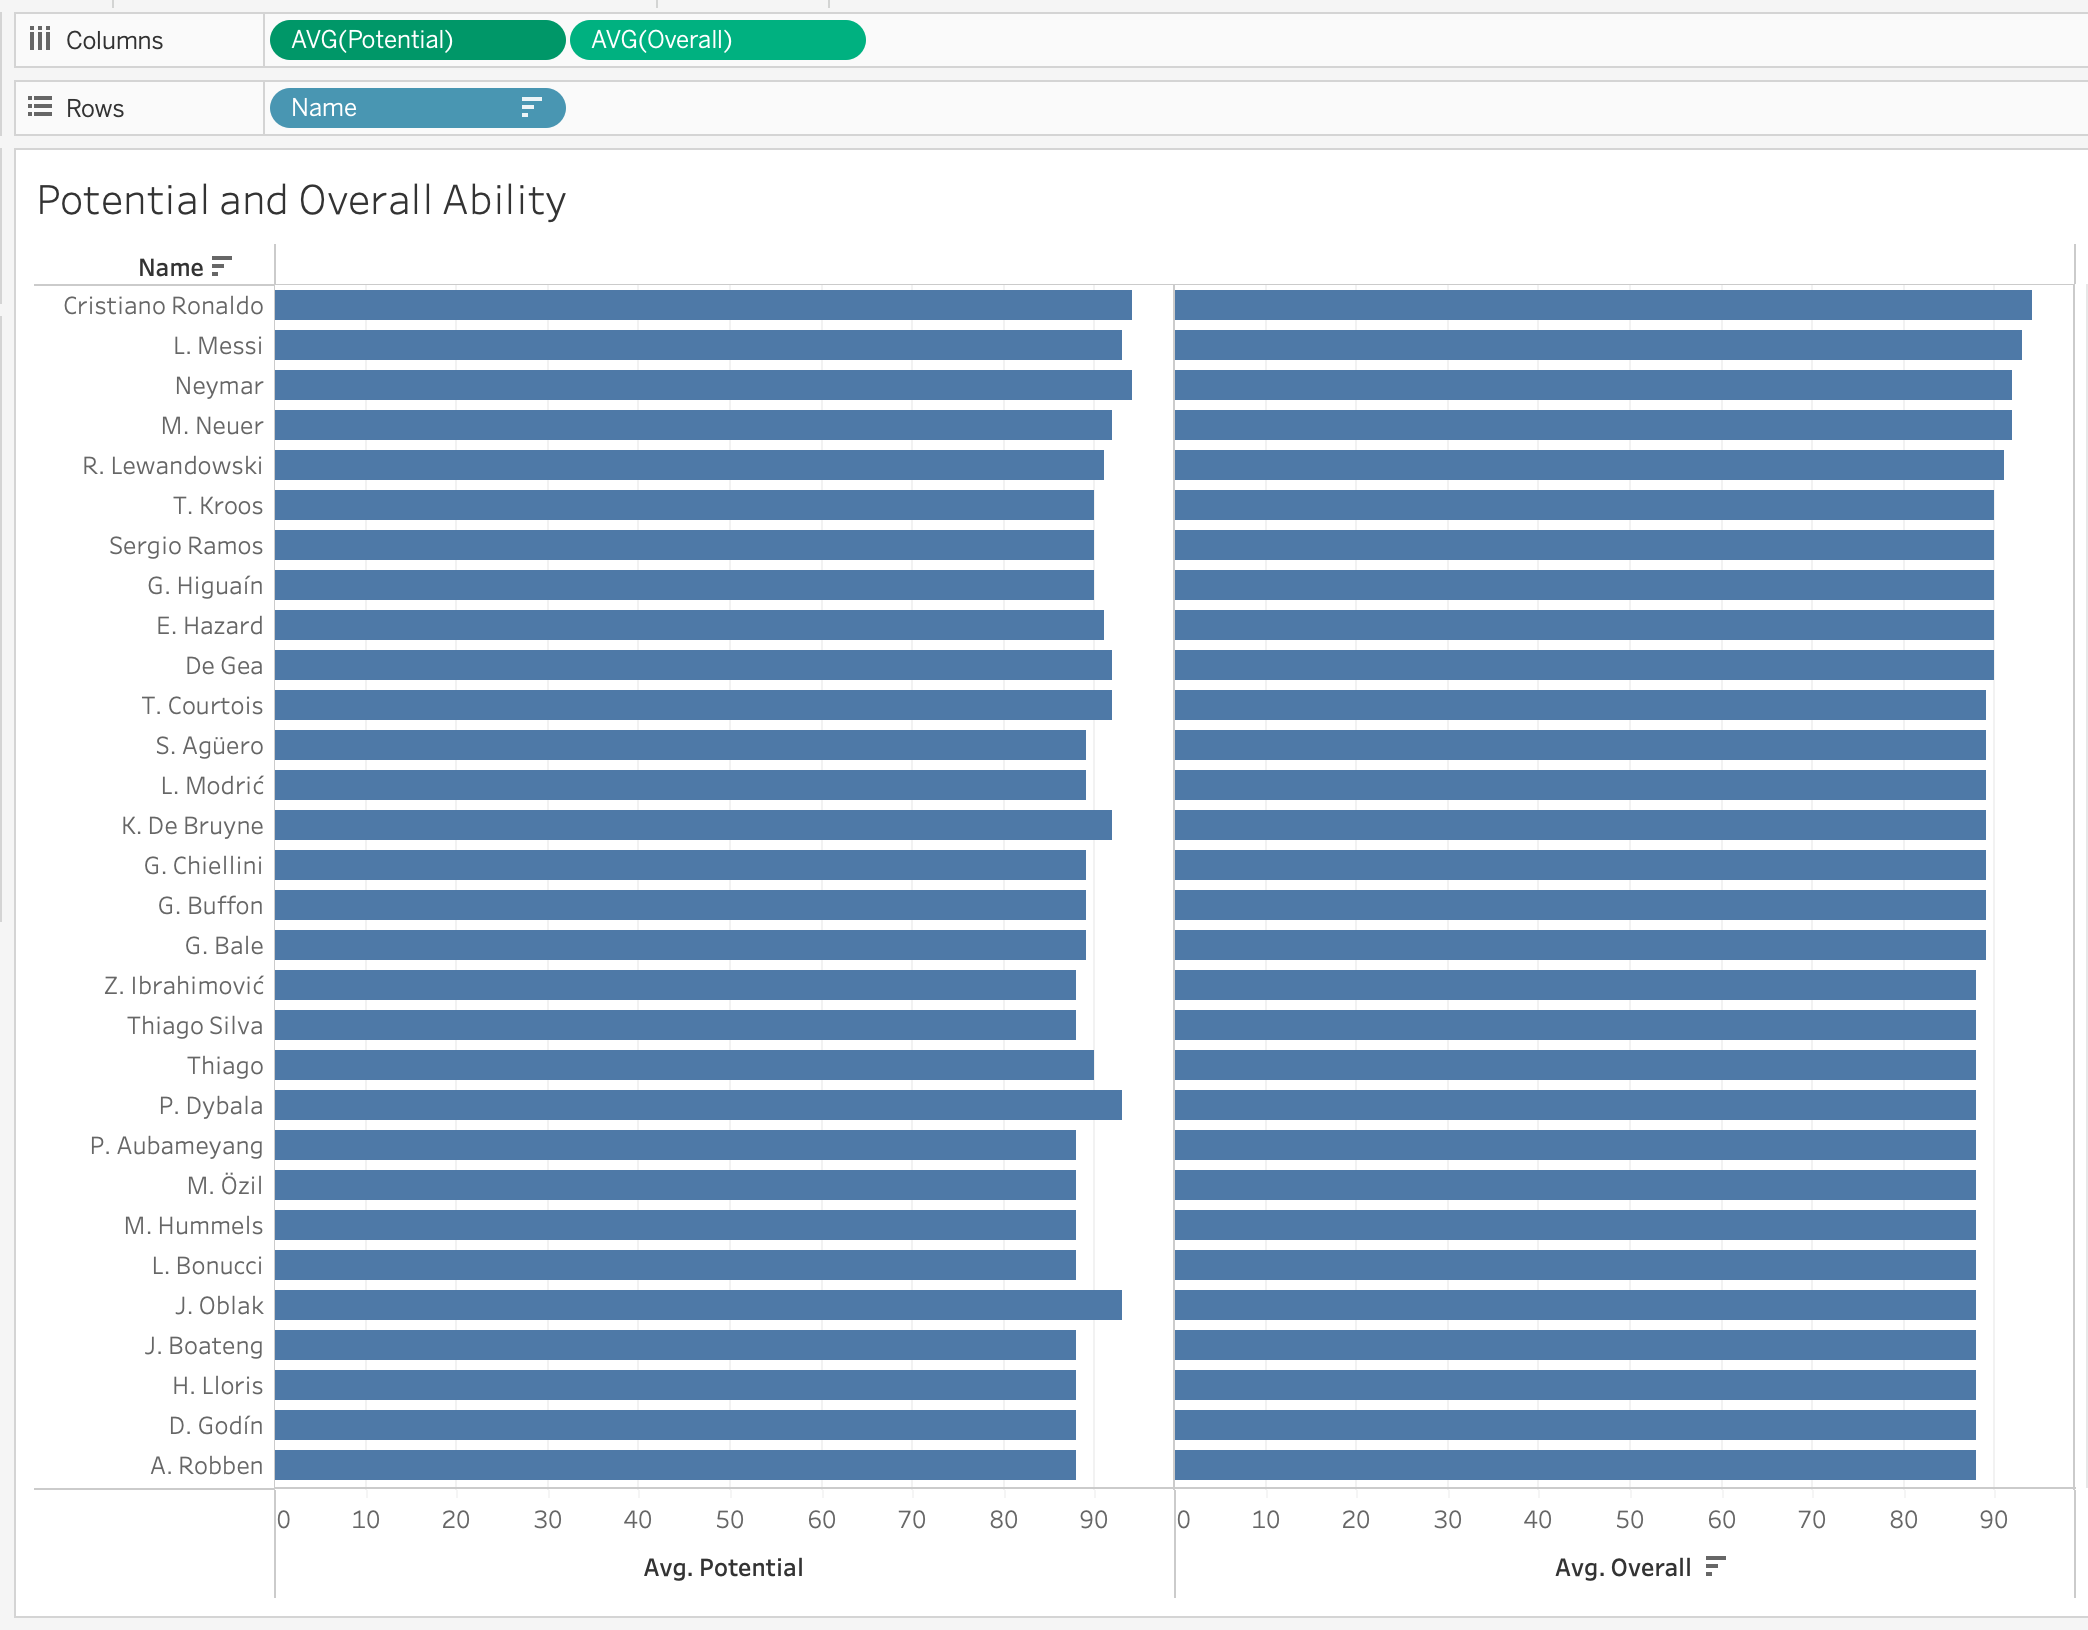 Columns
AVG(Potential)
AVG(Overall)
Rows
Name
Potential and Overall Ability
Name
Cristiano Ronaldo
L. Messi
Neymar
M. Neuer
R. Lewandowski
T. Kroos
Sergio Ramos
G. Higuaín
E. Hazard
De Gea
T. Courtois
S. Agüero
L. Modrić
K. De Bruyne
G. Chiellini
G. Buffon
G. Bale
Z. Ibrahimović
Thiago Silva
Thiago
P. Dybala
P. Aubameyang
M. Özil
M. Hummels
L. Bonucci
J. Oblak
J. Boateng
H. Lloris
D. Godín
A. Robben
0 10 20 30 40 50 60 70 80 90
0 10 20 30 40 50 60 70 80 90
Avg. Potential
Avg. Overall